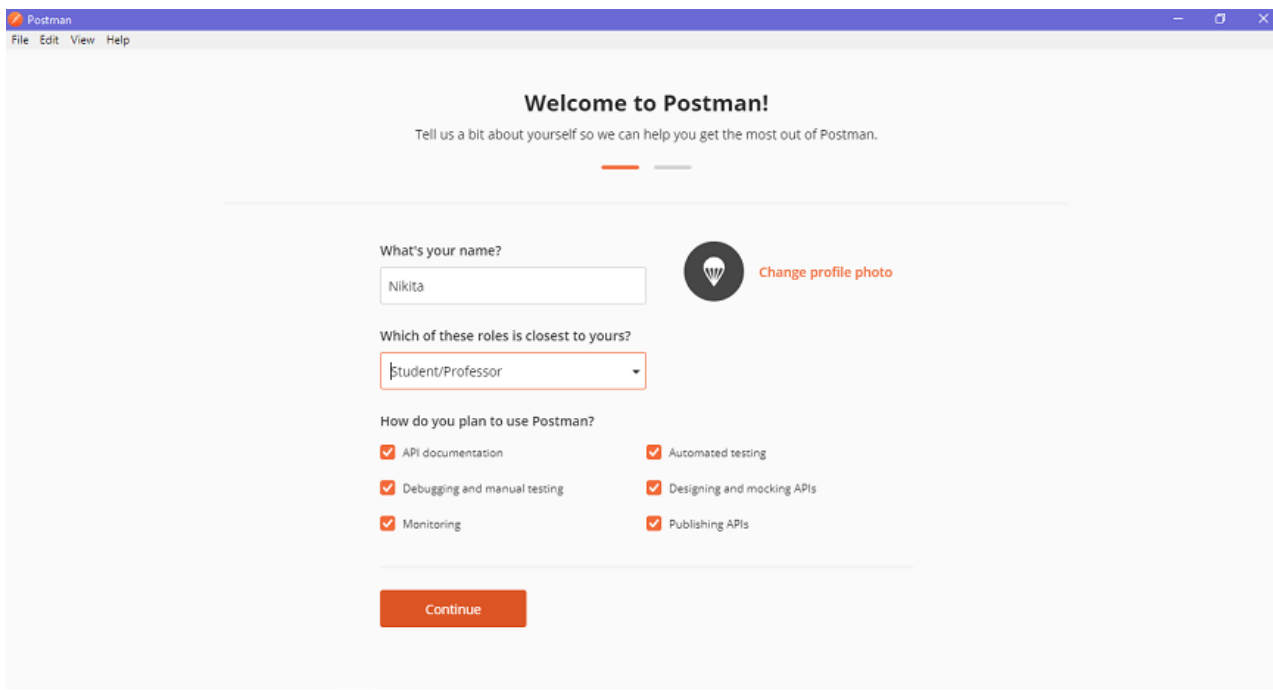 Postman
File Edit View Help
Welcome to Postman!
Tell us a bit about yourself so we can help you get the most out of Postman.
What's your name?
Nikita
Change profile photo
Which of these roles is closest to yours?
Student/Professor
How do you plan to use Postman?
API documentation
Automated testing
Debugging and manual testing
Designing and mocking APIs
Monitoring
Publishing APIs
Continue